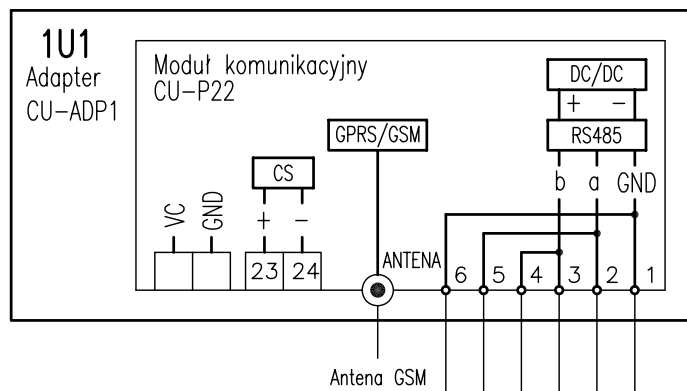 1U1
Adapter
CU-ADP1
Moduł komunikacyjny
CU-P22
DC/DC
+ -
RS485
GPRS/GSM
b a GND
CS
+ -
VC
GND
23 24
ANTENA
6 5 4 3 2 1
Antena GSM